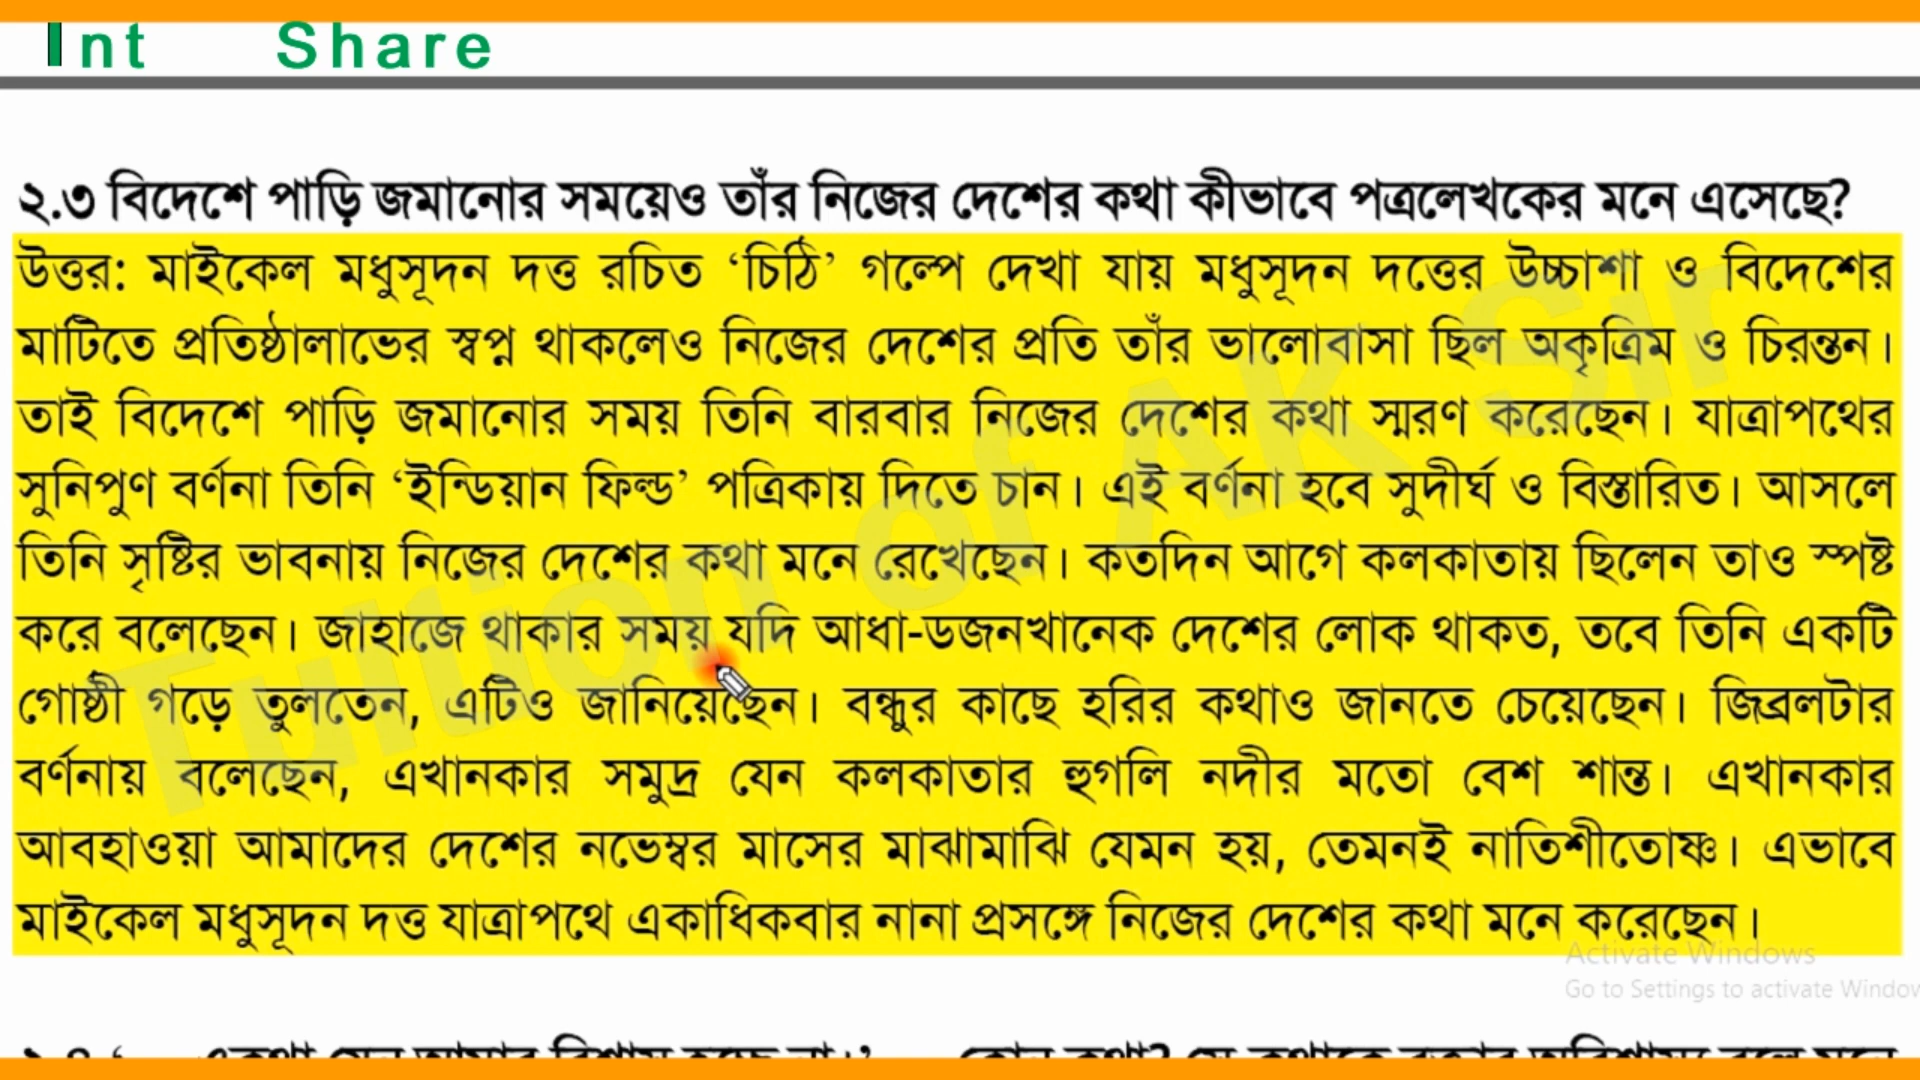 Int Share
২.৩ বিদেশে পাড়ি জমানোর সময়েও তাঁর নিজের দেশের কথা কীভাবে পত্রলেখকের মনে এসেছে?
উত্তর: মাইকেল মধুসূদন দত্ত রচিত ‘চিঠি’ গল্পে দেখা যায় মধুসূদন দত্তের উচ্চাশা ও বিদেশের
মাটিতে প্রতিষ্ঠালাভের স্বপ্ন থাকলেও নিজের দেশের প্রতি তাঁর ভালোবাসা ছিল অকৃত্রিম ও চিরন্তন।
তাই বিদেশে পাড়ি জমানোর সময় তিনি বারবার নিজের দেশের কথা স্মরণ করেছেন। যাত্রাপথের
সুনিপুণ বর্ণনা তিনি ‘ইন্ডিয়ান ফিল্ড’ পত্রিকায় দিতে চান। এই বর্ণনা হবে সুদীর্ঘ ও বিস্তারিত। আসলে
তিনি সৃষ্টির ভাবনায় নিজের দেশের কথা মনে রেখেছেন। কতদিন আগে কলকাতায় ছিলেন তাও স্পষ্ট
করে বলেছেন। জাহাজে থাকার সময় যদি আধা-ডজনখানেক দেশের লোক থাকত, তবে তিনি একটি
গোষ্ঠী গড়ে তুলতেন, এটিও জানিয়েছেন। বন্ধুর কাছে হরির কথাও জানতে চেয়েছেন। জিব্রলটার
বর্ণনায় বলেছেন, এখানকার সমুদ্র যেন কলকাতার হুগলি নদীর মতো বেশ শান্ত। এখানকার
আবহাওয়া আমাদের দেশের নভেম্বর মাসের মাঝামাঝি যেমন হয়, তেমনই নাতিশীতোষ্ণ। এভাবে
মাইকেল মধুসূদন দত্ত যাত্রাপথে একাধিকবার নানা প্রসঙ্গে নিজের দেশের কথা মনে করেছেন।
Tuition of AK Sir
Activate Windows
Go to Settings to activate Window